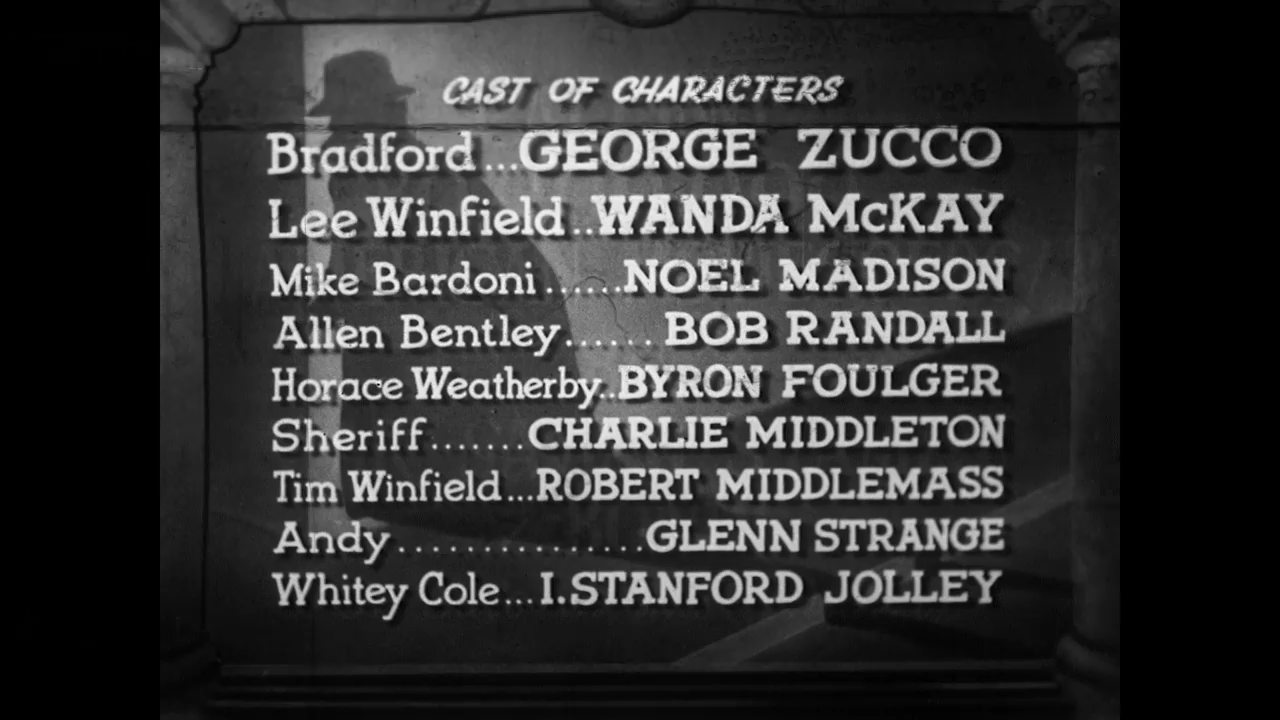 CAST OF CHARACTERS
Bradford...GEORGE ZUCCO
Lee Winfield..WANDA McKAY
Mike Bardoni......NOEL MADISON
Allen Bentley...... BOB RANDALL
Horace Weatherby..BYRON FOULGER
Sheriff.......CHARLIE MIDDLETON
Tim Winfield...ROBERT MIDDLEMASS
Andy...............GLENN STRANGE
Whitey Cole...I.STANFORD JOLLEY